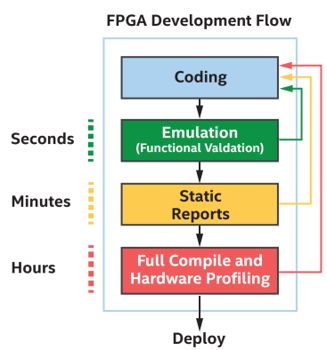 FPGA Development Flow
Coding
Seconds
Emulation
(Functional Valdation)
Minutes
Static
Reports
Hours
Full Compile and
Hardware Profiling
Deploy